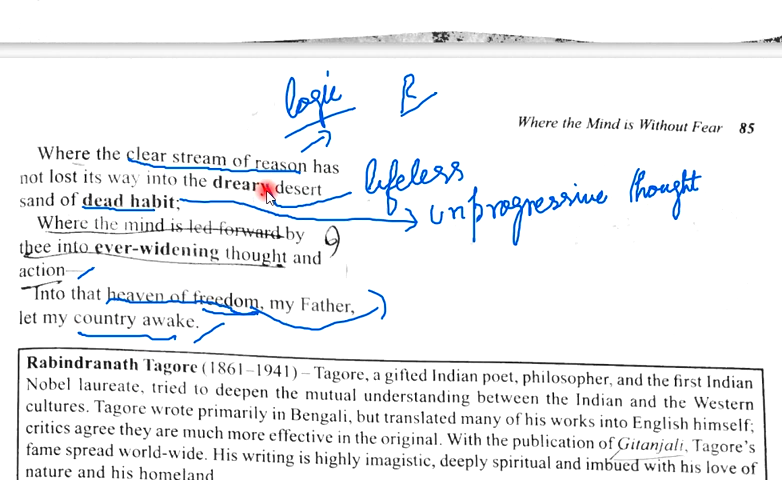 logic
Where the Mind is Without Fear 85
Where the clear stream of reason has
not lost its way into the dreary desert
lifeless
sand of dead habit;
unprogressive thought
Where the mind is led forward by
thee into ever-widening thought and
action—
Into that heaven of freedom, my Father,
let my country awake.
Rabindranath Tagore (1861–1941) – Tagore, a gifted Indian poet, philosopher, and the first Indian
Nobel laureate, tried to deepen the mutual understanding between the Indian and the Western
cultures. Tagore wrote primarily in Bengali, but translated many of his works into English himself;
critics agree they are much more effective in the original. With the publication of Gitanjali, Tagore's
fame spread world-wide. His writing is highly imagistic, deeply spiritual and imbued with his love of
nature and his homeland